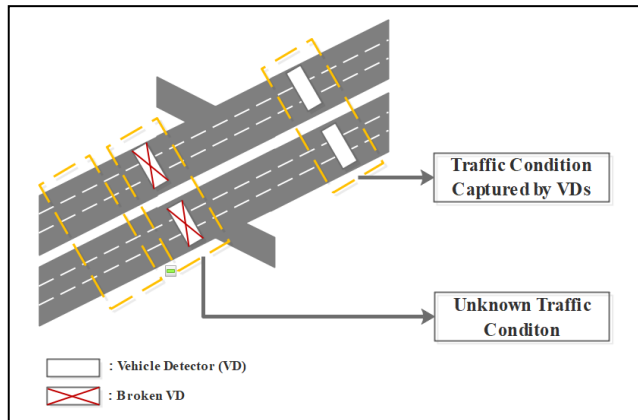 Traffic Condition
Captured by VDs
Unknown Traffic
Conditon
: Vehicle Detector (VD)
: Broken VD